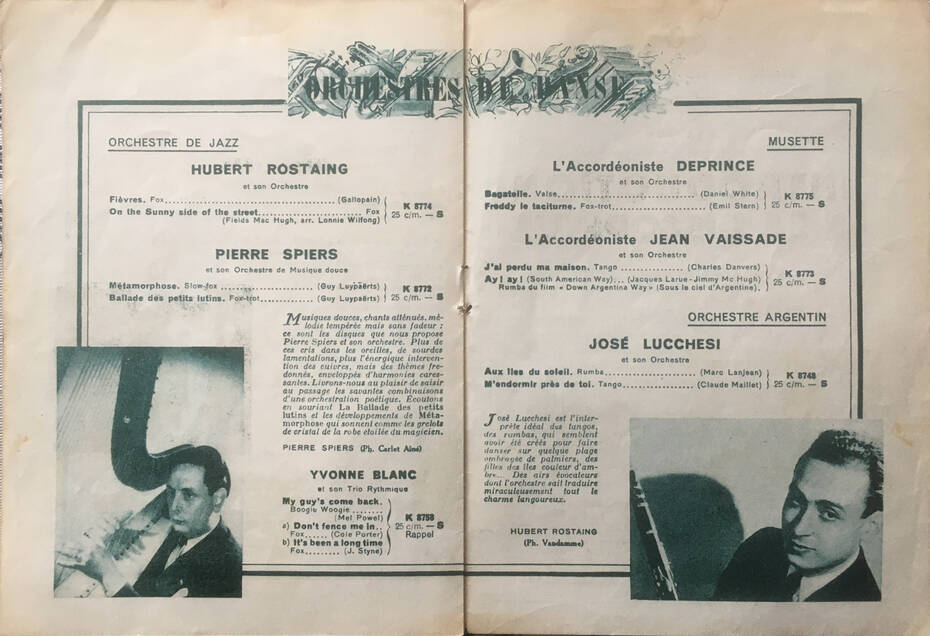 ORCHESTRES DE DANSE
ORCHESTRE DE JAZZ
HUBERT ROSTAING
et son Orchestre
Fièvres. Fox (Gallopain)
On the Sunny side of the street. Fox
(Fields Mac Hugh, arr. Lonnie Wilfong)
K 8774
25 c/m. — S
PIERRE SPIERS
et son Orchestre de Musique douce
Métamorphose. Slow-fox (Guy Luypaërts)
Ballade des petits lutins. Fox-trot (Guy Luypaërts)
K 8772
25 c/m. — S
Musiques douces, chants atténués, mé-
lodie tempérée mais sans fadeur :
ce sont les disques que nous propose
Pierre Spiers et son orchestre. Plus de
ces cris dans les oreilles, de sourdes
lamentations, plus l'énergique interven-
tion des cuivres, mais des thèmes fre-
donnés, enveloppés d'harmonies cares-
santes. Livrons-nous au plaisir de saisir
au passage les savantes combinaisons
d'une orchestration poétique. Écoutons
en souriant La Ballade des petits
lutins et les développements de Méta-
morphose qui sonnent comme les grelots
de cristal de la robe étoilée du magicien.
PIERRE SPIERS (Ph. Carlet Aîné)
YVONNE BLANC
et son Trio Rythmique
My guy's come back.
Boogie Woogie
(Mel Powel)
a) Don't fence me in..
Fox (Cole Porter)
b) It's been a long time
Fox (J. Styne)
K 8758
25 c/m. — S
Rappel
MUSETTE
L'Accordéoniste DEPRINCE
et son Orchestre
Bagatelle. Valse (Daniel White)
Freddy le taciturne. Fox-trot (Emil Stern)
K 8775
25 c/m. — S
L'Accordéoniste JEAN VAISSADE
et son Orchestre
J'ai perdu ma maison. Tango (Charles Danvers)
Ay! ay! (South American Way)... (Jacques Larue-Jimmy Mc Hugh)
Rumba du film « Down Argentina Way » (Sous le ciel d'Argentine).
K 8773
25 c/m. — S
ORCHESTRE ARGENTIN
JOSÉ LUCCHESI
et son Orchestre
Aux îles du soleil. Rumba (Marc Lanjean)
M'endormir près de toi. Tango (Claude Maillet)
K 8748
25 c/m. — S
José Lucchesi est l'inter-
prète idéal des tangos,
des rumbas, qui semblent
avoir été créés pour faire
danser sur quelque plage
ombragée de palmiers, des
filles des îles couleur d'am-
bre... Des airs évocateurs
dont l'orchestre sait traduire
miraculeusement tout le
charme langoureux.
HUBERT ROSTAING
(Ph. Vandamme)